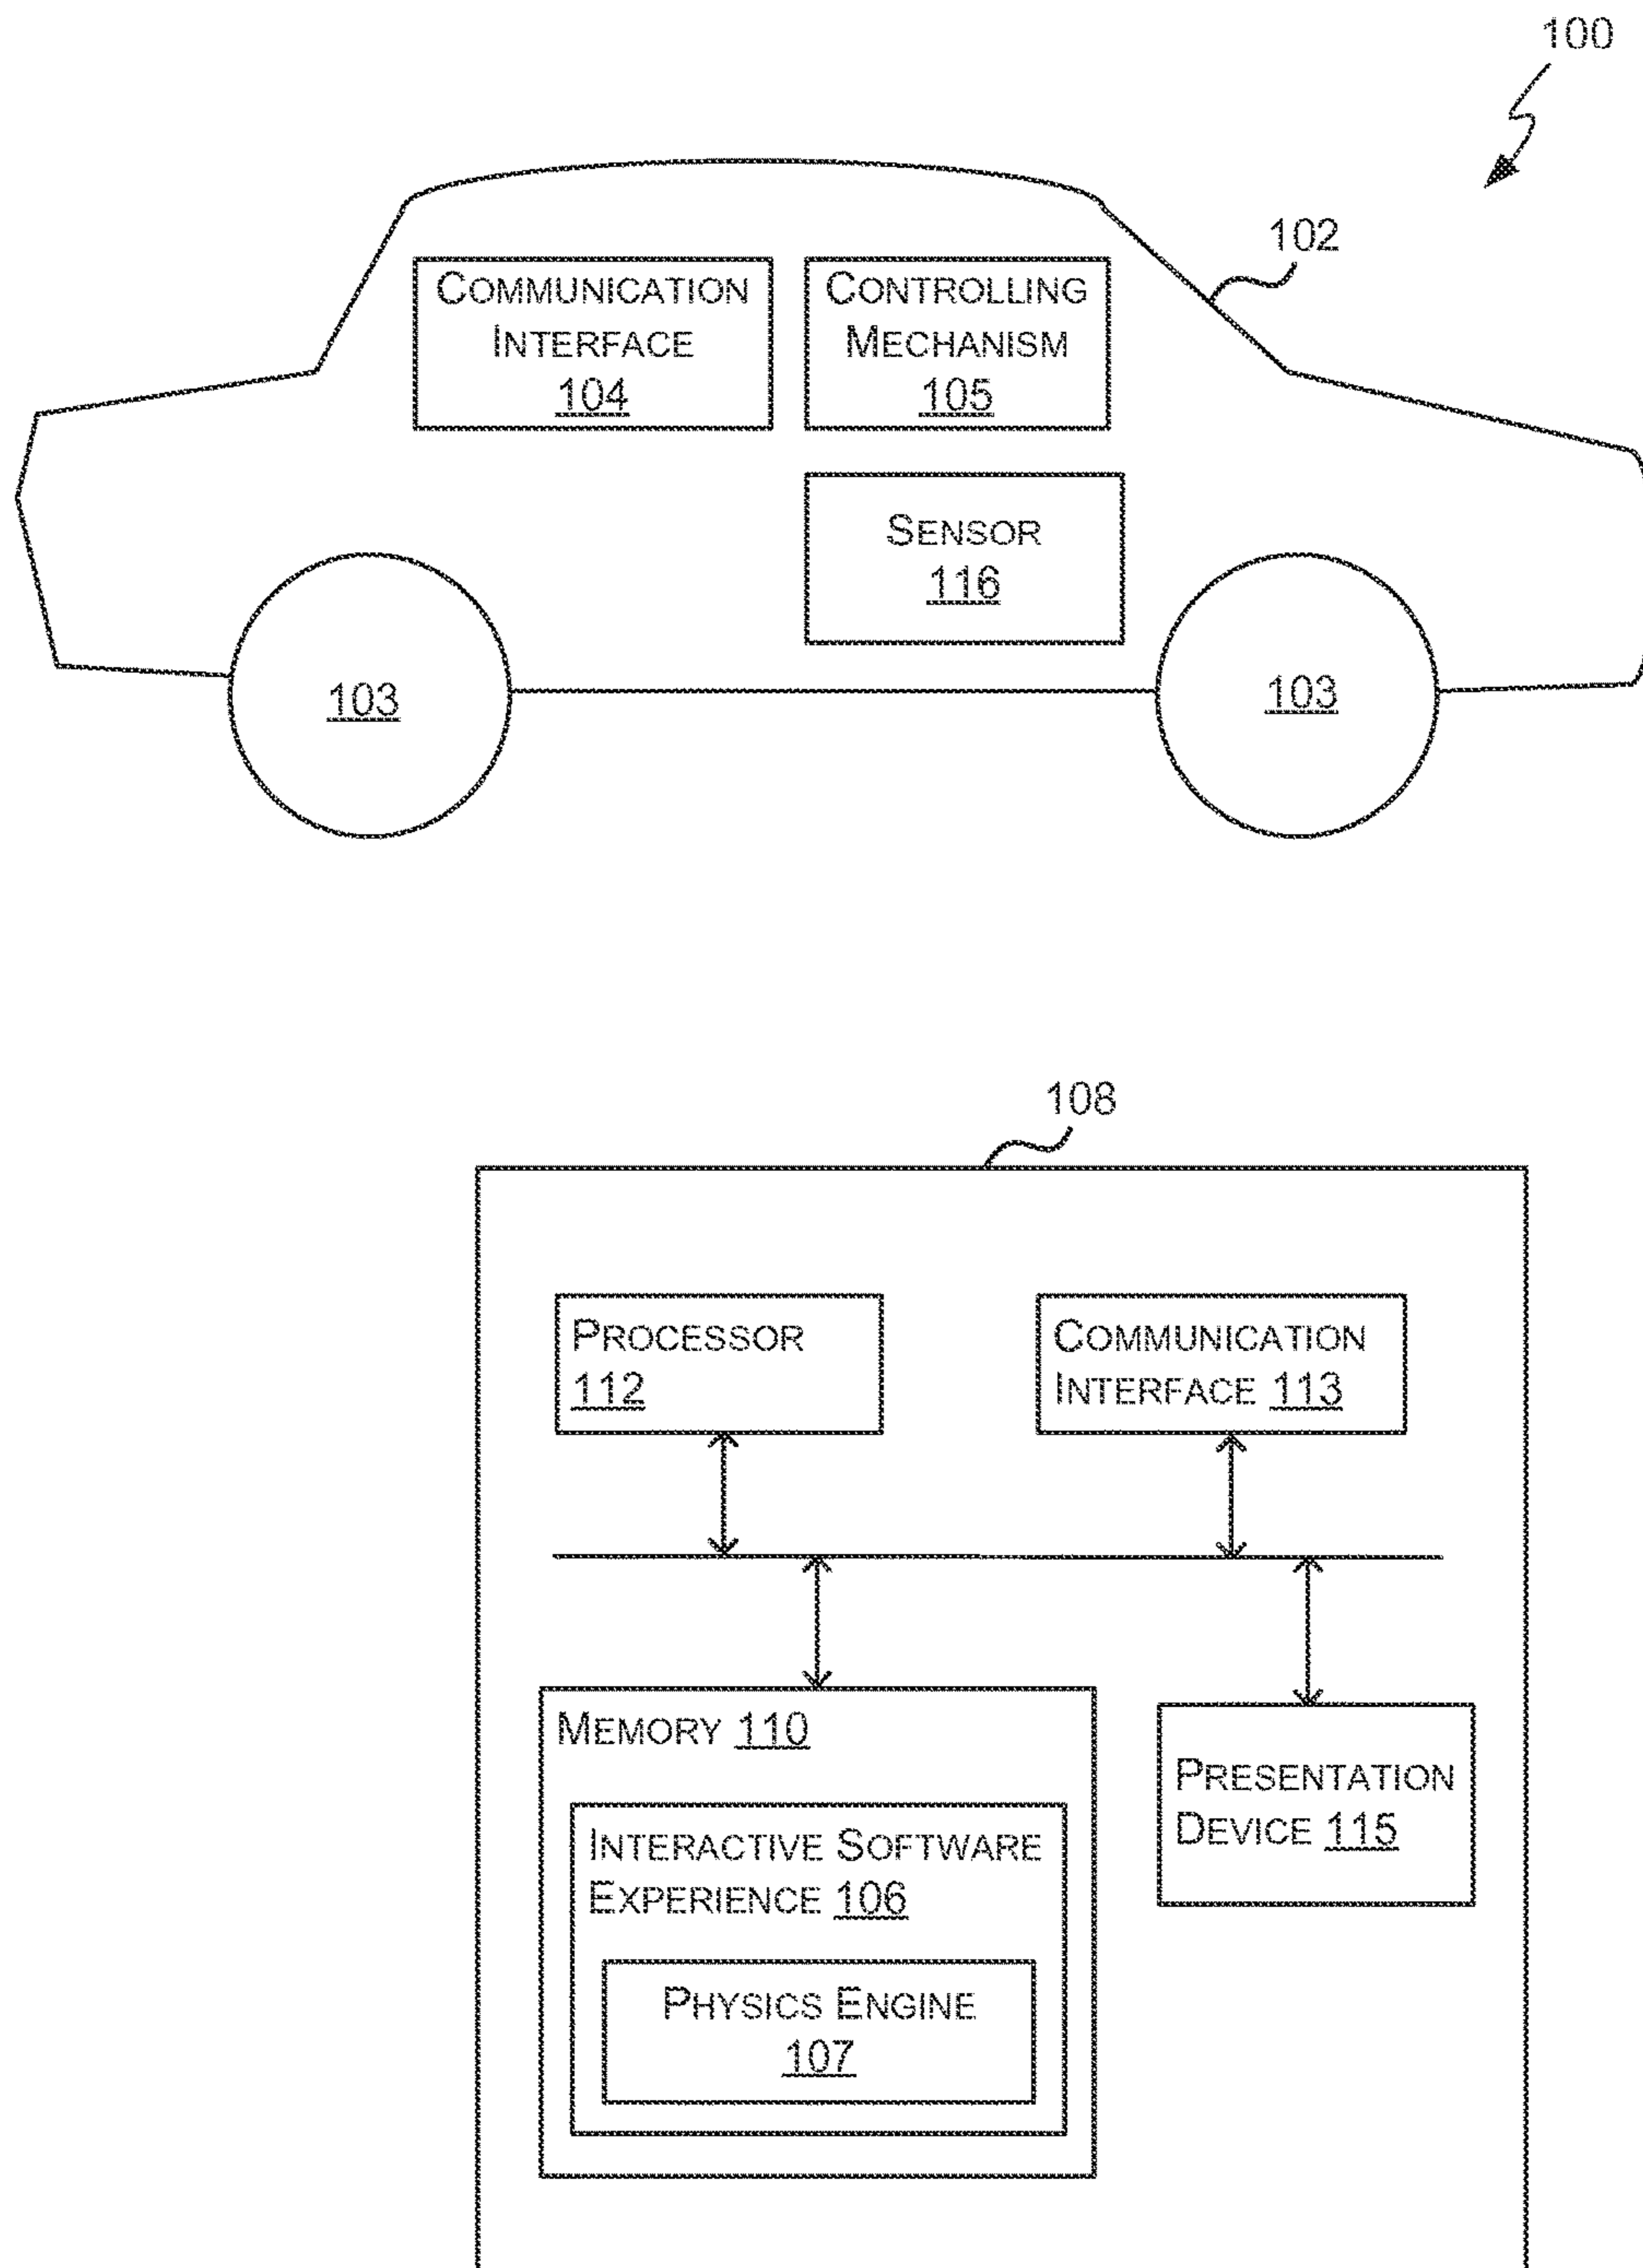 100
102
COMMUNICATION
INTERFACE
104
CONTROLLING
MECHANISM
105
SENSOR
116
103
103
108
PROCESSOR
112
COMMUNICATION
INTERFACE 113
MEMORY 110
PRESENTATION
DEVICE 115
INTERACTIVE SOFTWARE
EXPERIENCE 106
PHYSICS ENGINE
107